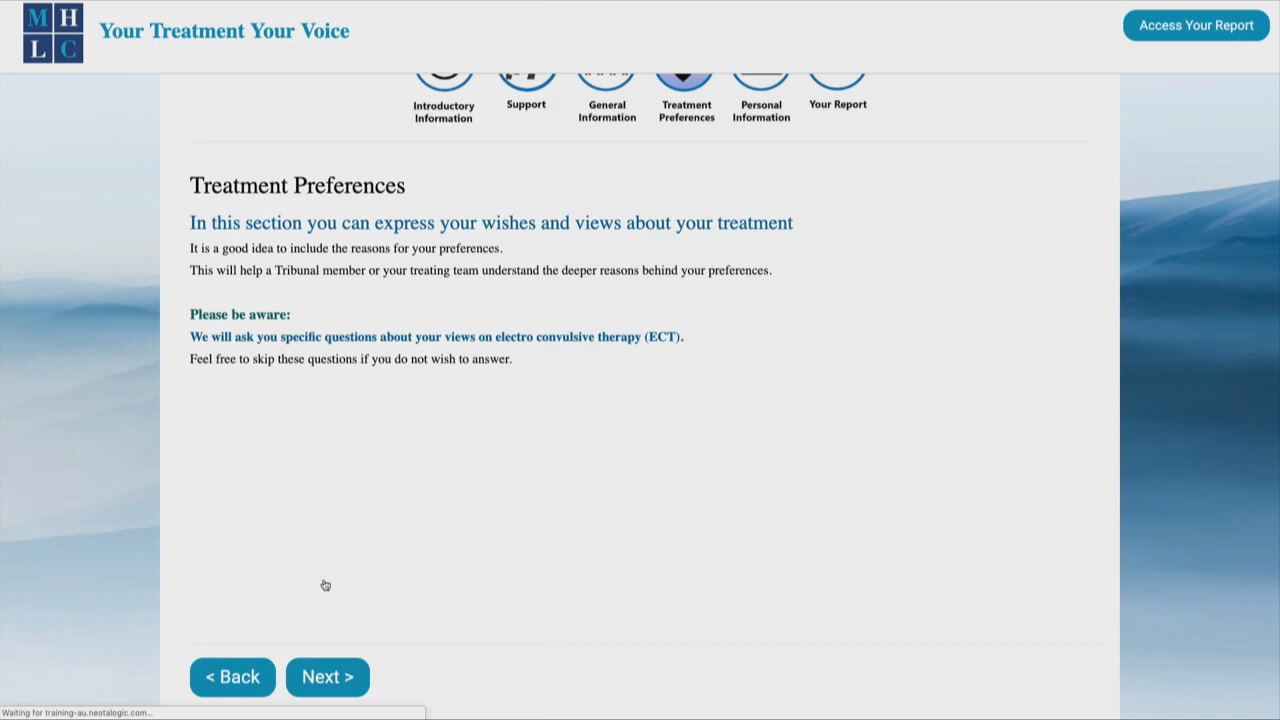 M H
L C
Your Treatment Your Voice
Access Your Report
Introductory
Information
Support
General
Information
Treatment
Preferences
Personal
Information
Your Report
Treatment Preferences
In this section you can express your wishes and views about your treatment
It is a good idea to include the reasons for your preferences.
This will help a Tribunal member or your treating team understand the deeper reasons behind your preferences.
Please be aware:
We will ask you specific questions about your views on electro convulsive therapy (ECT).
Feel free to skip these questions if you do not wish to answer.
< Back
Next >
Waiting for training-au.neotalogic.com...